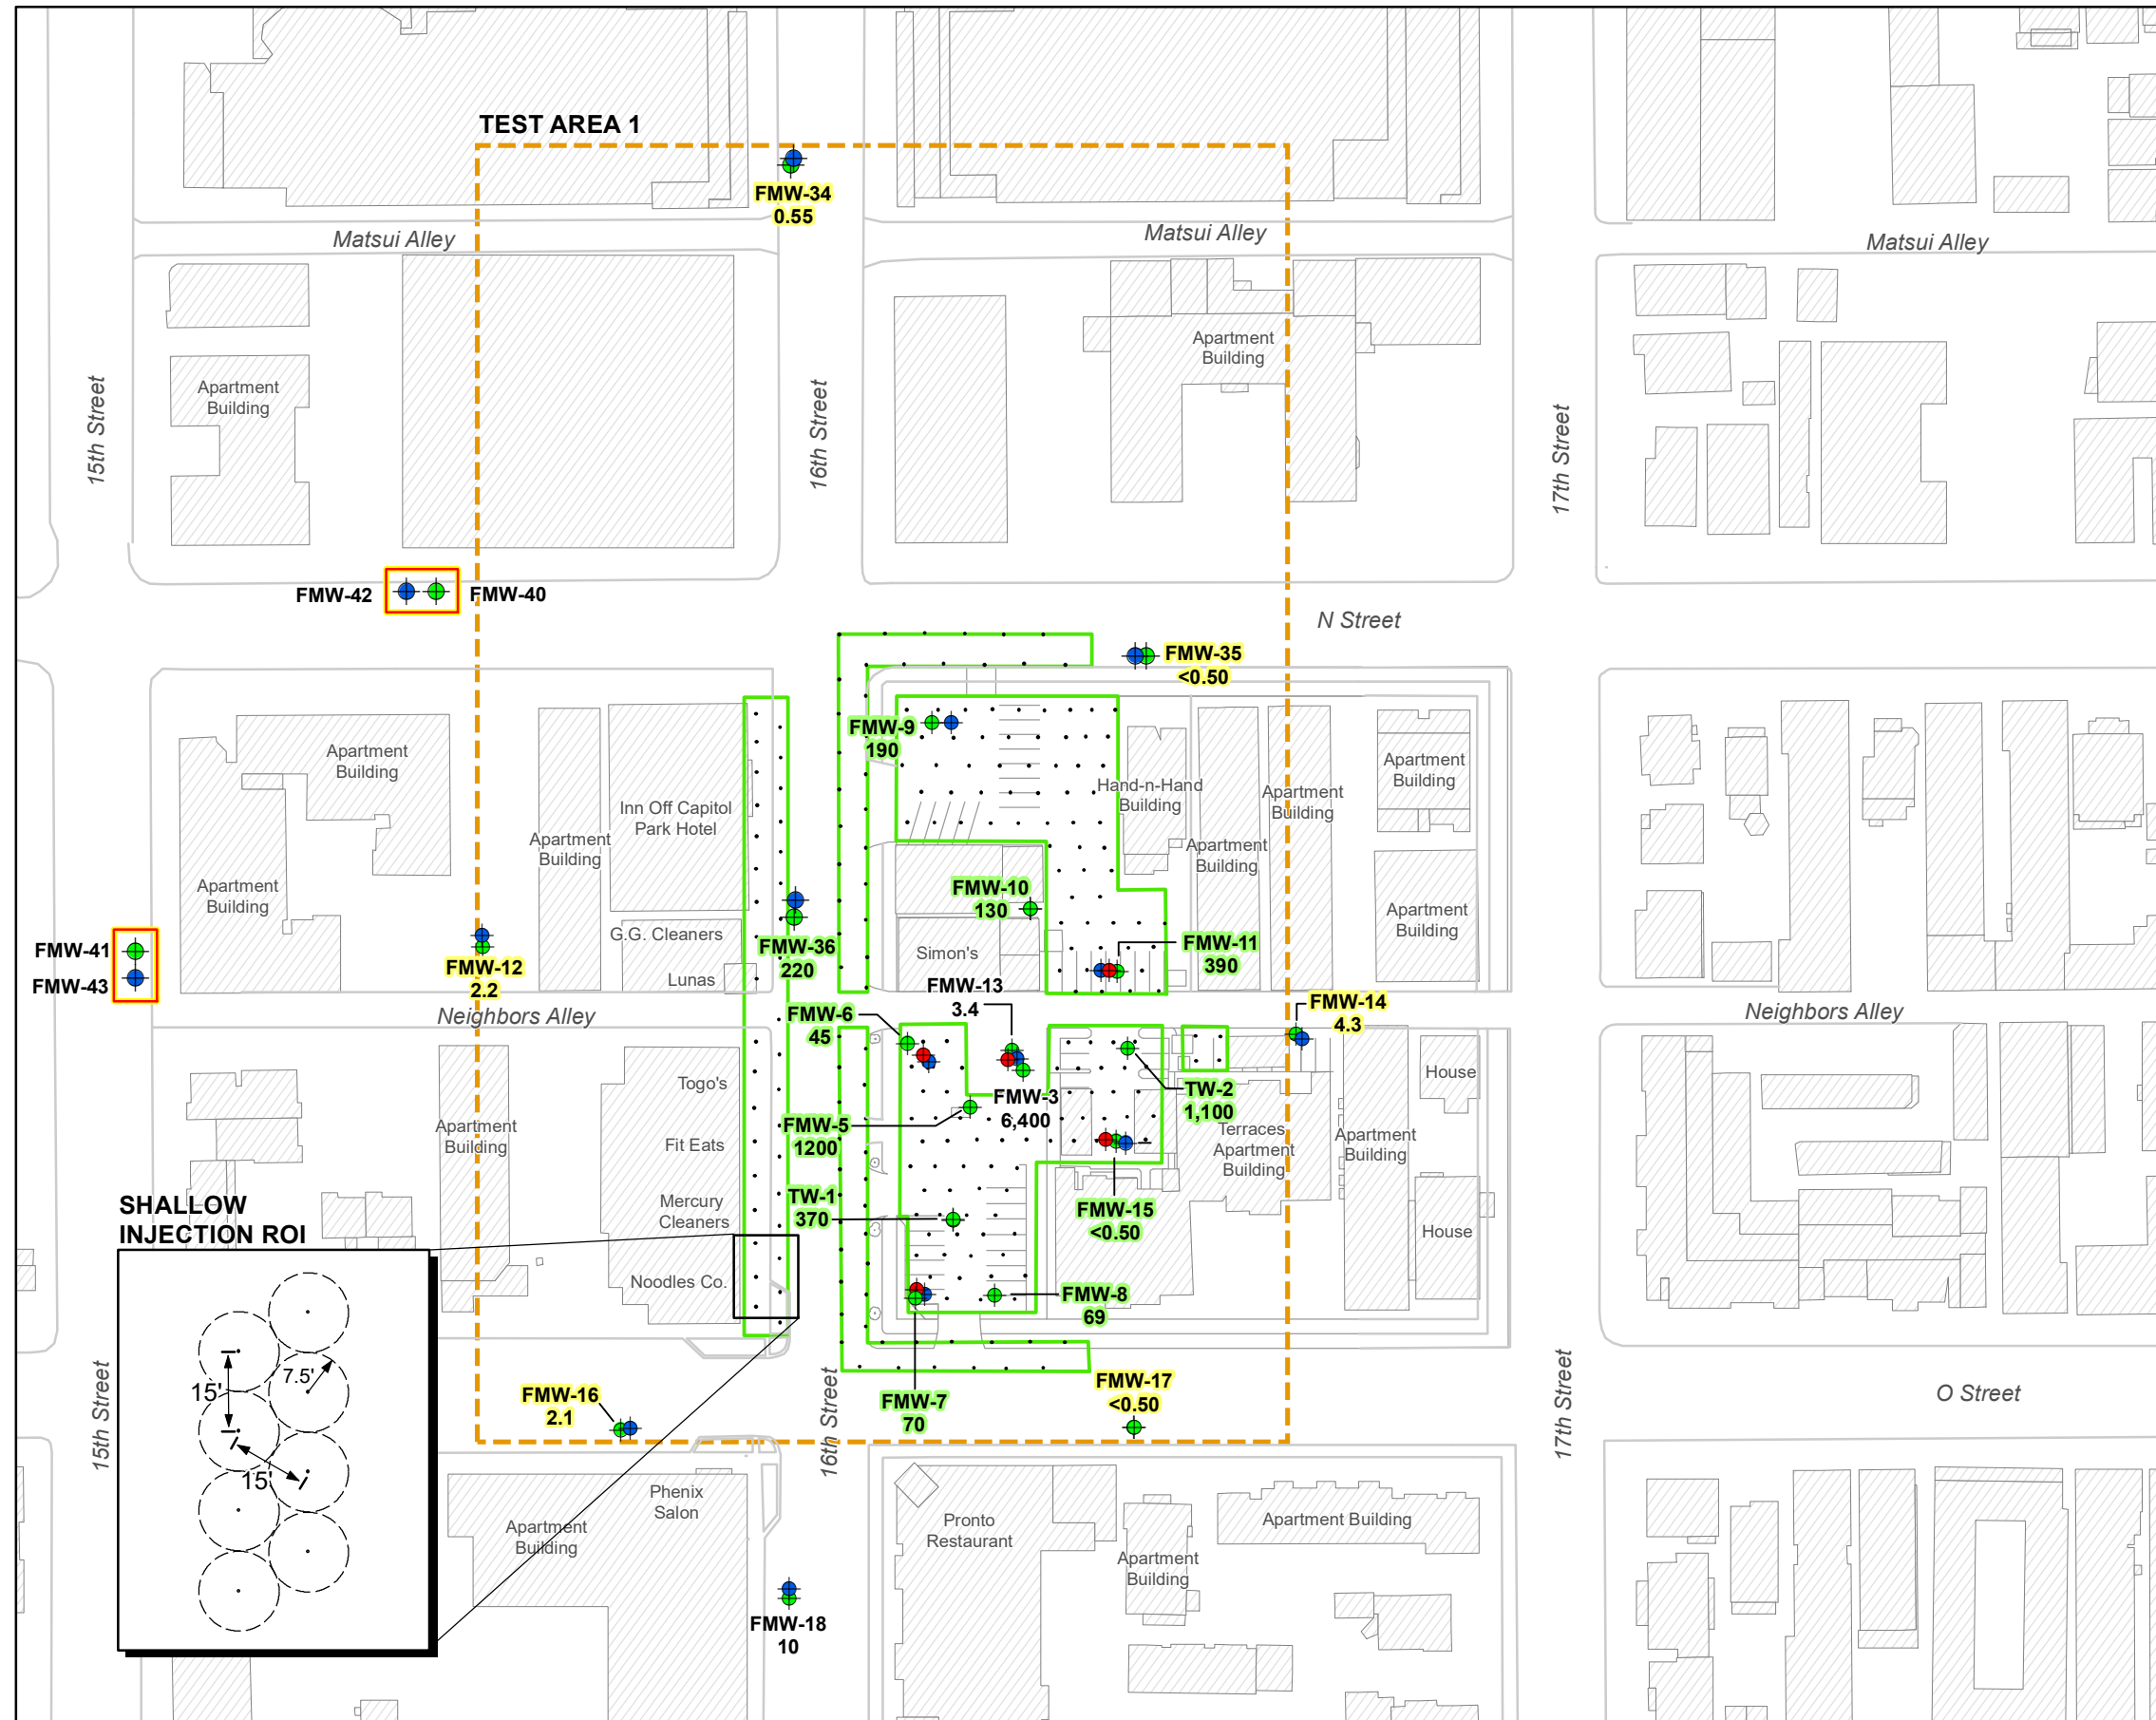 TEST AREA 1
FMW-34
0.55
Matsui Alley
Matsui Alley
Matsui Alley
Apartment
Building
Apartment
Building
15th Street
16th Street
17th Street
FMW-42
FMW-40
N Street
FMW-35
<0.50
FMW-9
190
Apartment
Building
Inn Off Capitol
Park Hotel
Apartment
Building
Hand-n-Hand
Building
Apartment
Building
Apartment
Building
Apartment
Building
Apartment
Building
FMW-10
130
Apartment
Building
G.G. Cleaners
Lunas
FMW-36
220
Simon's
FMW-11
390
FMW-41
FMW-43
FMW-12
2.2
FMW-13
3.4
FMW-14
4.3
Neighbors Alley
Neighbors Alley
FMW-6
45
Togo's
House
TW-2
1,100
FMW-3
6,400
FMW-5
1200
Apartment
Building
Fit Eats
Terraces
Apartment
Building
Apartment
Building
Mercury
Cleaners
TW-1
370
FMW-15
<0.50
House
Noodles Co.
FMW-8
69
SHALLOW
INJECTION ROI
15'
7.5'
15'
15th Street
16th Street
17th Street
FMW-16
2.1
FMW-7
70
FMW-17
<0.50
O Street
Phenix
Salon
Apartment
Building
Pronto
Restaurant
Apartment Building
Apartment
Building
FMW-18
10